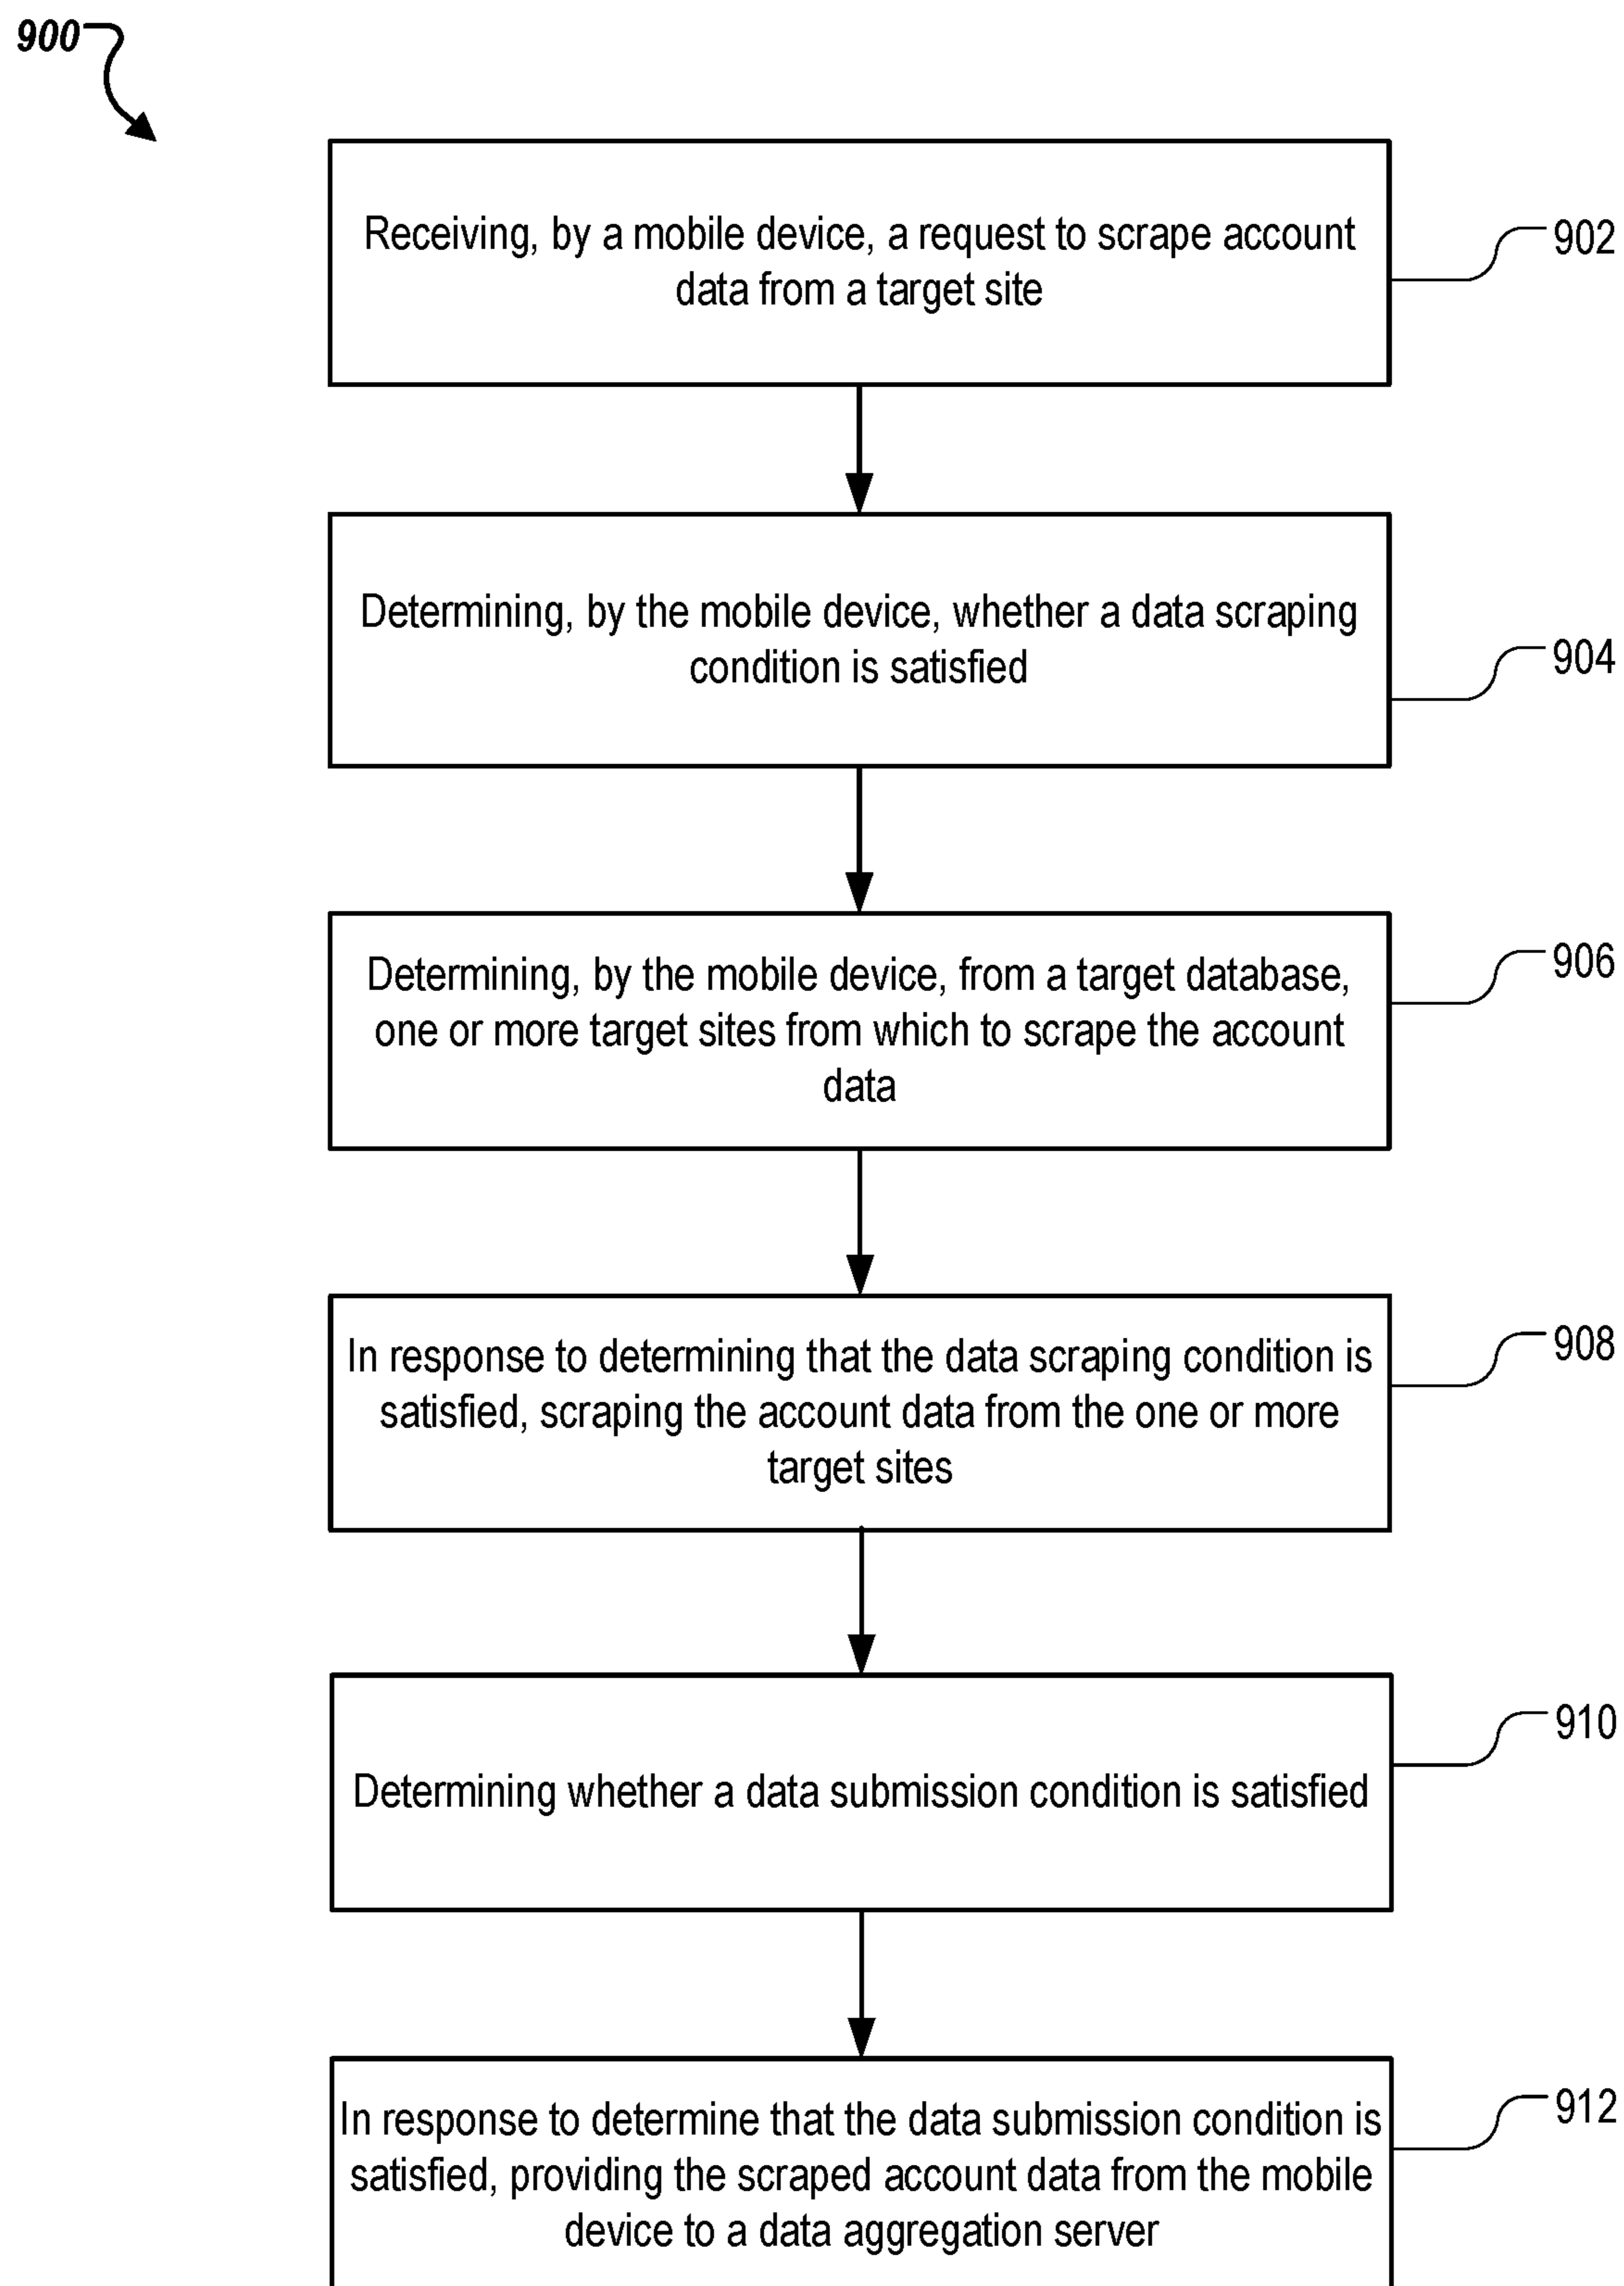 900
Receiving, by a mobile device, a request to scrape account
data from a target site
902
Determining, by the mobile device, whether a data scraping
condition is satisfied
904
Determining, by the mobile device, from a target database,
one or more target sites from which to scrape the account
data
906
In response to determining that the data scraping condition is
satisfied, scraping the account data from the one or more
target sites
908
Determining whether a data submission condition is satisfied
910
In response to determine that the data submission condition is
satisfied, providing the scraped account data from the mobile
device to a data aggregation server
912